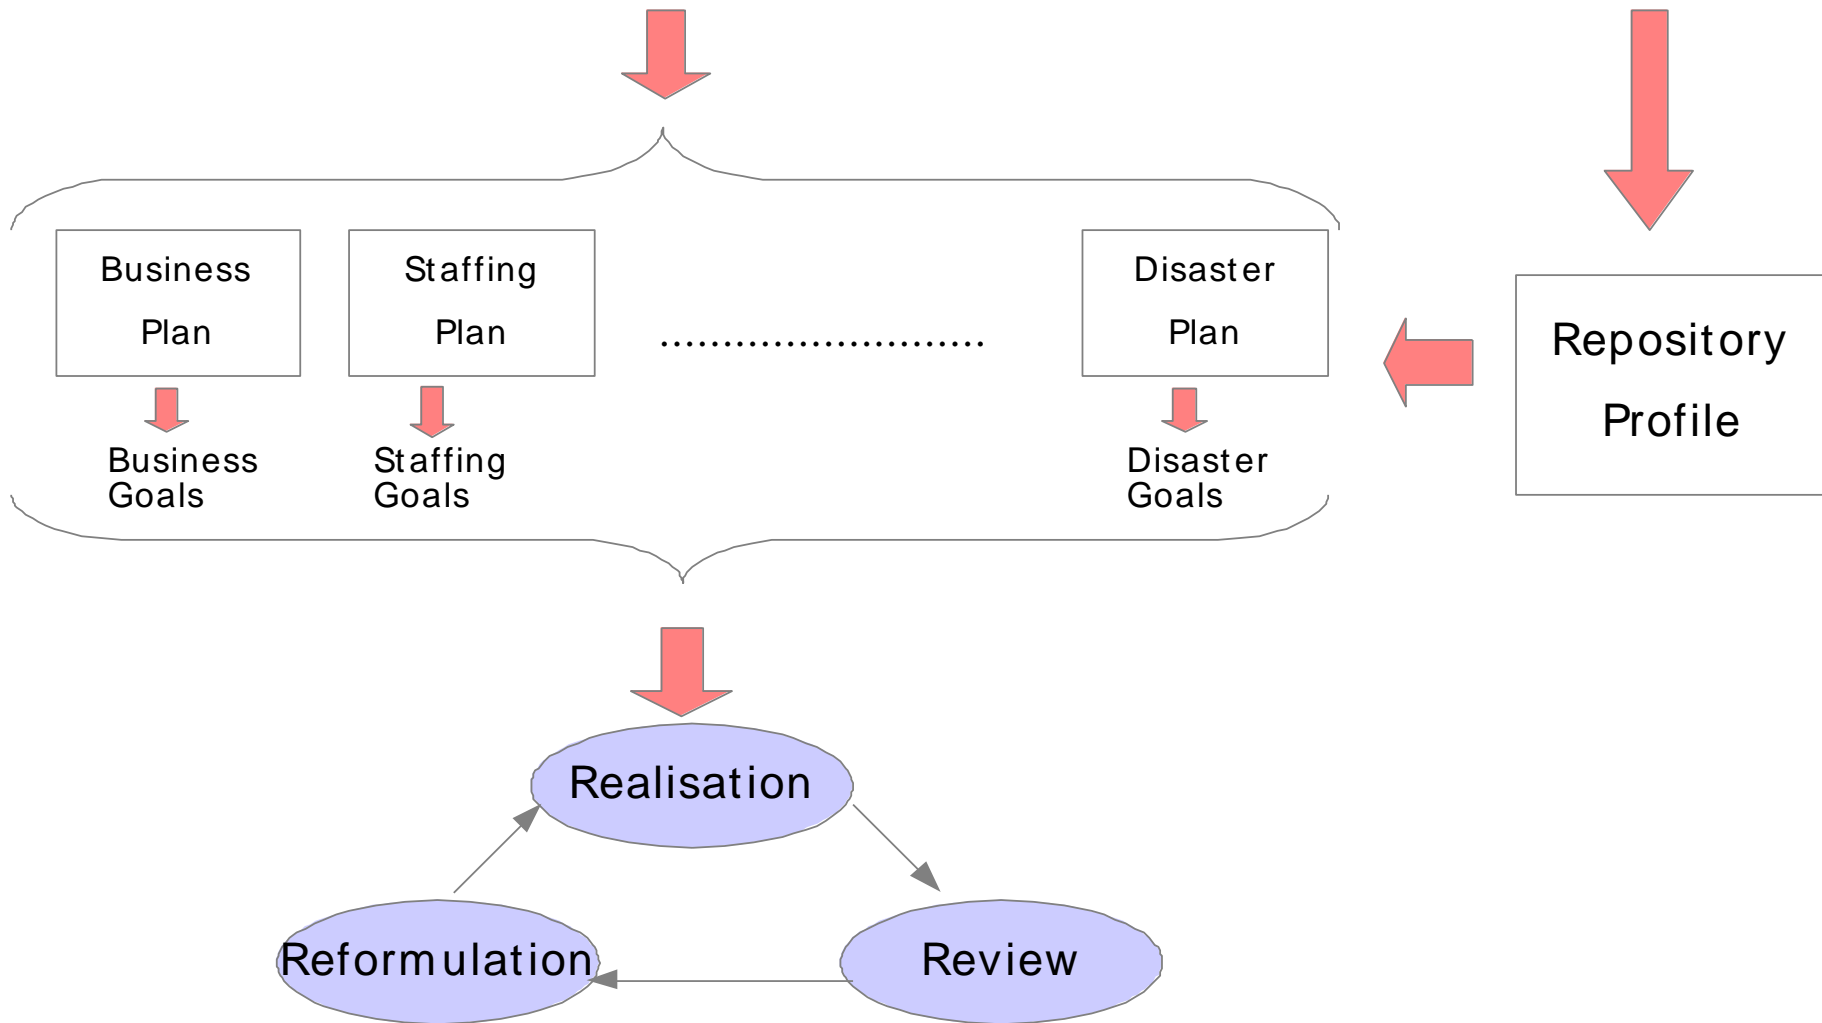 Business
Plan
Staffing
Plan
..........................
Disaster
Plan
Repository
Profile
Business
Goals
Staffing
Goals
Disaster
Goals
Realisation
Reformulation
Review